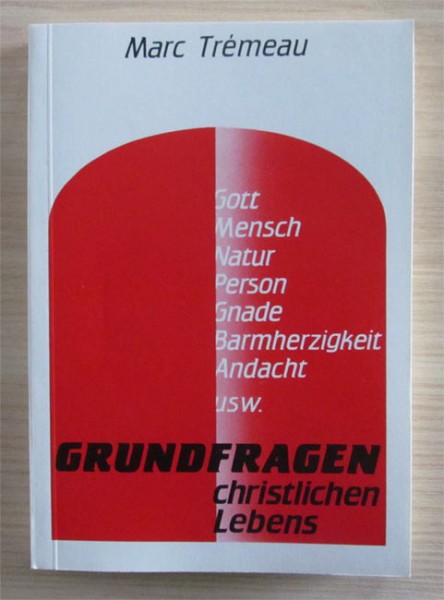 Marc Trémeau
Gott
Mensch
Natur
Person
Gnade
Barmherzigkeit
Andacht
usw.
GRUNDFRAGEN
christlichen
Lebens